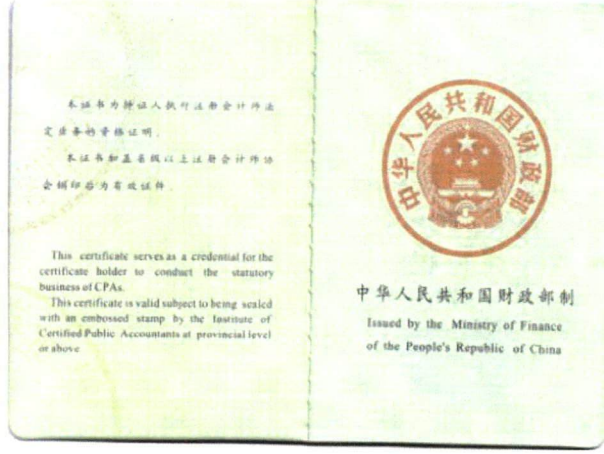 本证书为持证人执行注册会计师法
定业务的资格证明。
本证书加盖省级以上注册会计师协
会钢印后为有效证件。
This certificate serves as a credential for the
certificate holder to conduct the statutory
business of CPAs.
This certificate is valid subject to being sealed
with an embossed stamp by the Institute of
Certified Public Accountants at provincial level
or above
中华人民共和国财政部
中华人民共和国财政部制
Issued by the Ministry of Finance
of the People's Republic of China